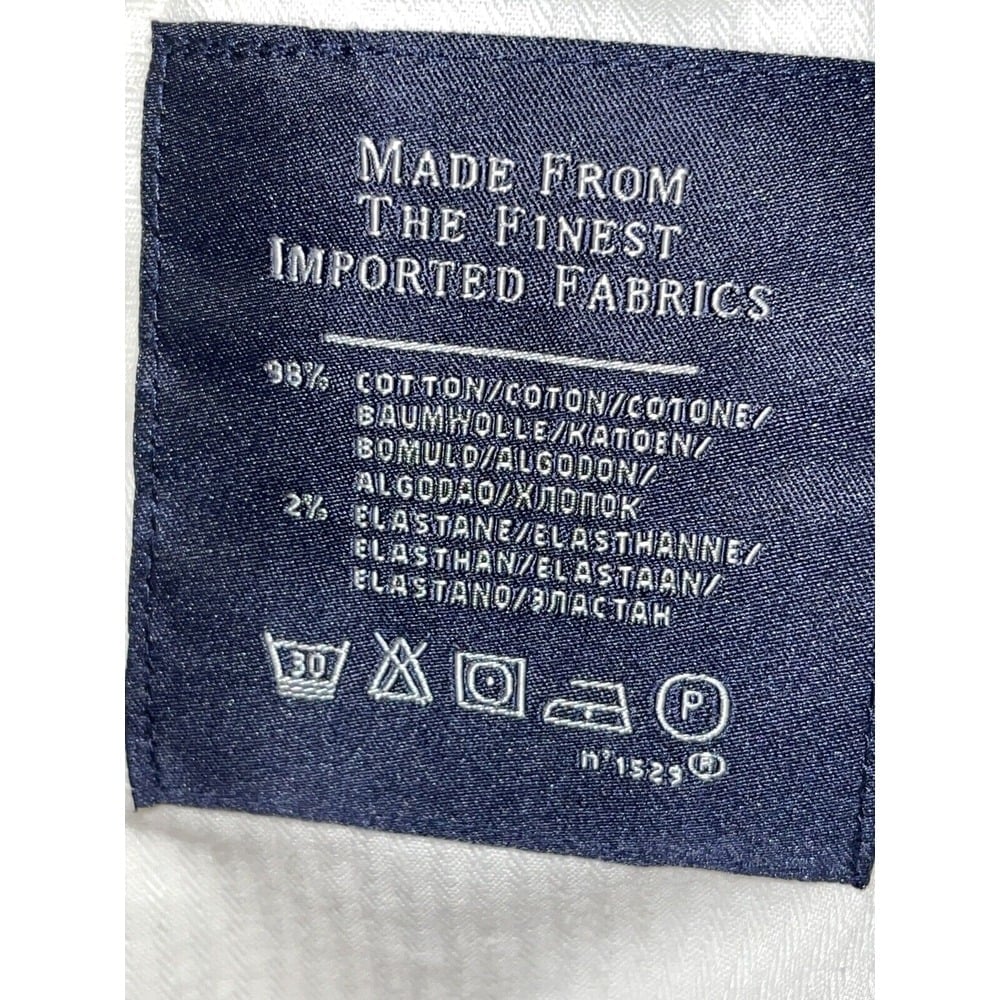 MADE FROM
THE FINEST
IMPORTED FABRICS
98% COTTON/COTON/COTONE/
BAUMWOLLE/KATOEN/
BOMULD/ALGODON/
ALGODAO/ХЛОПОК
2% ELASTANE/ELASTHANNE/
ELASTHAN/ELASTAAN/
ELASTANO/ЭЛАСТАН
30 P
n°1529 ®